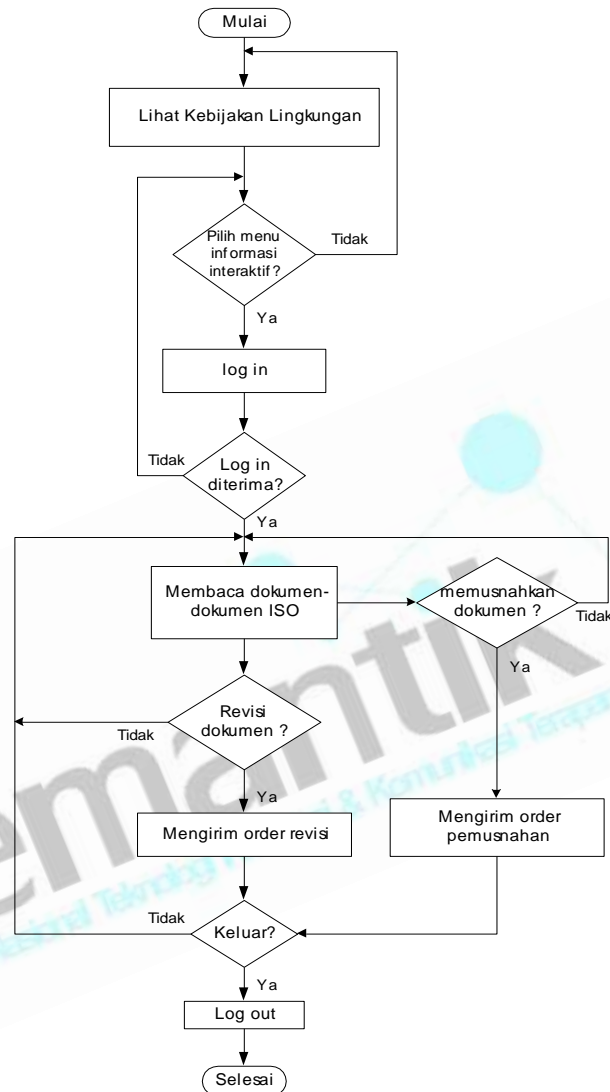 Mulai
Lihat Kebijakan Lingkungan
Pilih menu
informasi
interaktif?
Tidak
Ya
log in
Tidak
Log in
diterima?
Ya
Membaca dokumen-
dokumen ISO
memusnahkan
dokumen ?
Tidak
Ya
Revisi
dokumen ?
Tidak
Ya
Mengirim order revisi
Mengirim order
pemusnahan
Tidak
Keluar?
Ya
Log out
Selesai
emantik
& Komunikasi Terapan